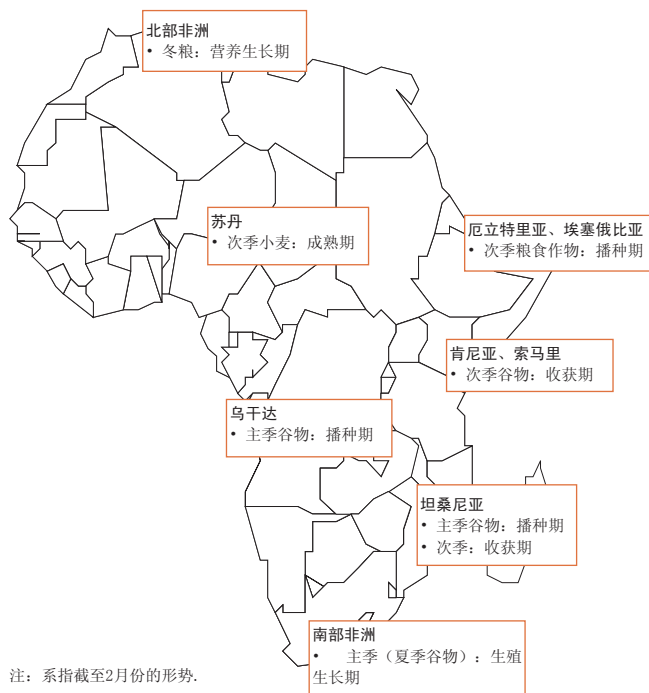 北部非洲
• 冬粮：营养生长期
苏丹
• 次季小麦：成熟期
厄立特里亚、埃塞俄比亚
• 次季粮食作物：播种期
肯尼亚、索马里
• 次季谷物：收获期
乌干达
• 主季谷物：播种期
坦桑尼亚
• 主季谷物：播种期
• 次季：收获期
南部非洲
• 主季（夏季谷物）：生殖
生长期
注：系指截至2月份的形势.